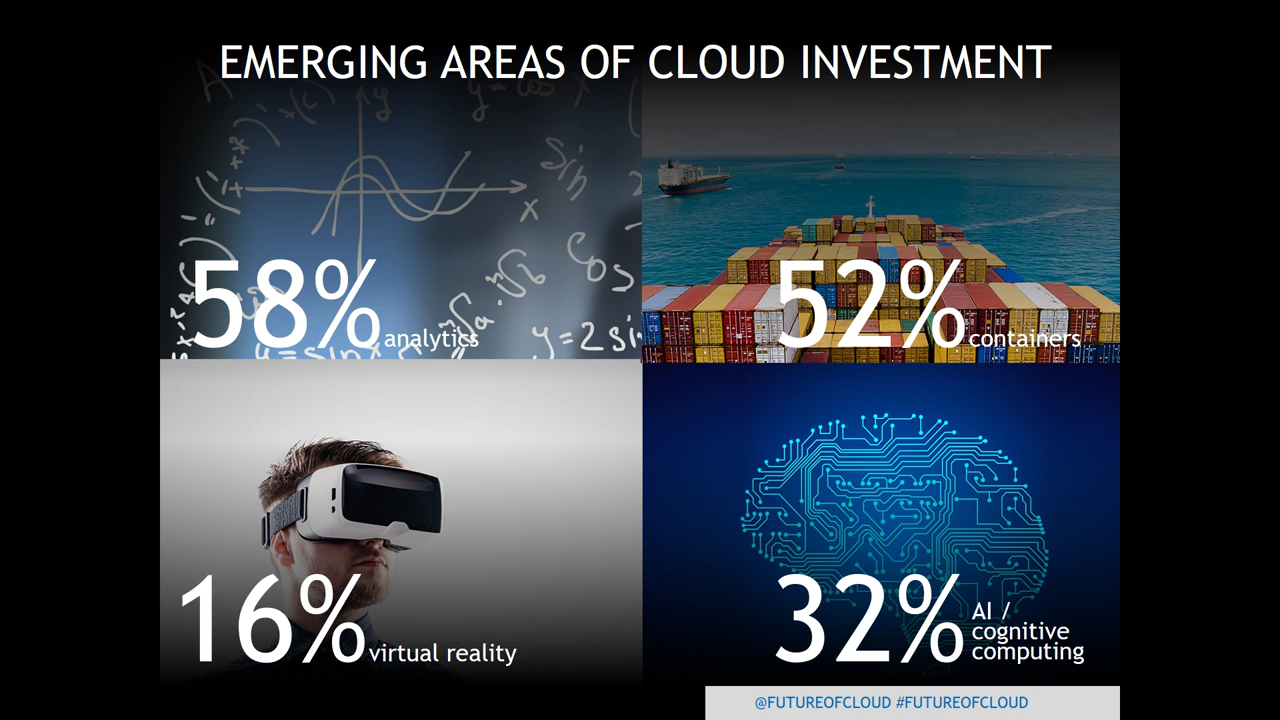 EMERGING AREAS OF CLOUD INVESTMENT
58% analytics
52% containers
16% virtual reality
32% AI /
cognitive
computing
@FUTUREOFCLOUD #FUTUREOFCLOUD